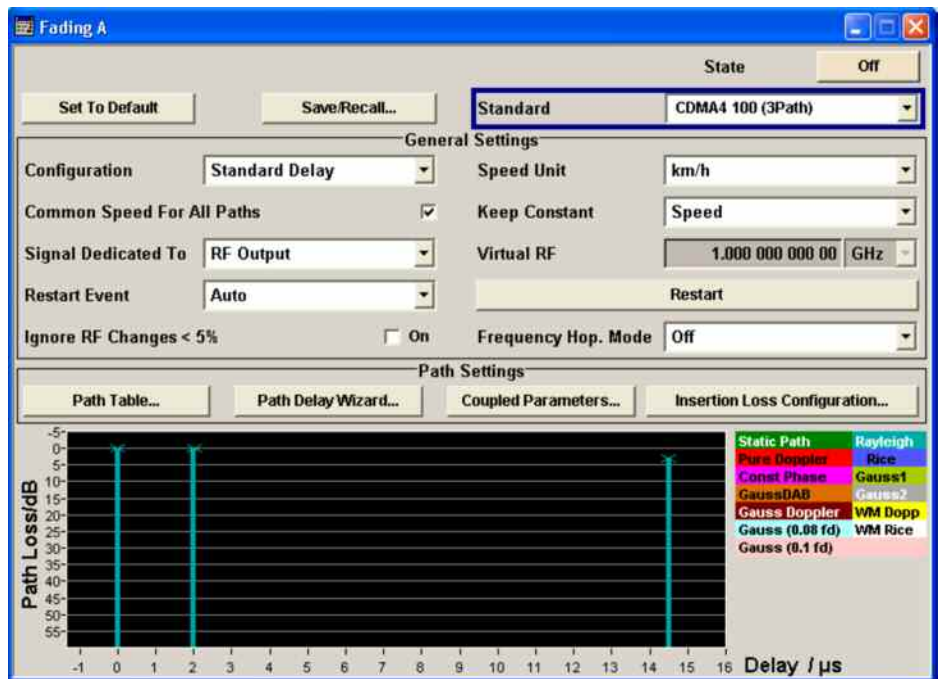 Fading A
State Off
Set To Default Save/Recall... Standard CDMA4 100 (3Path)
General Settings
Configuration Standard Delay Speed Unit km/h
Common Speed For All Paths Keep Constant Speed
Signal Dedicated To RF Output Virtual RF 1.000 000 000 00 GHz
Restart Event Auto Restart
Ignore RF Changes < 5% On Frequency Hop. Mode Off
Path Settings
Path Table... Path Delay Wizard... Coupled Parameters... Insertion Loss Configuration...
Path Loss/dB
-5
0
5
10
15
20
25
30
35
40
45
50
55
-1 0 1 2 3 4 5 6 7 8 9 10 11 12 13 14 15 16 Delay / µs
Static Path Rayleigh
Pure Doppler Rice
Const Phase Gauss1
GaussDAB Gauss2
Gauss Doppler WM Dopp
Gauss (0.08 fd) WM Rice
Gauss (0.1 fd)